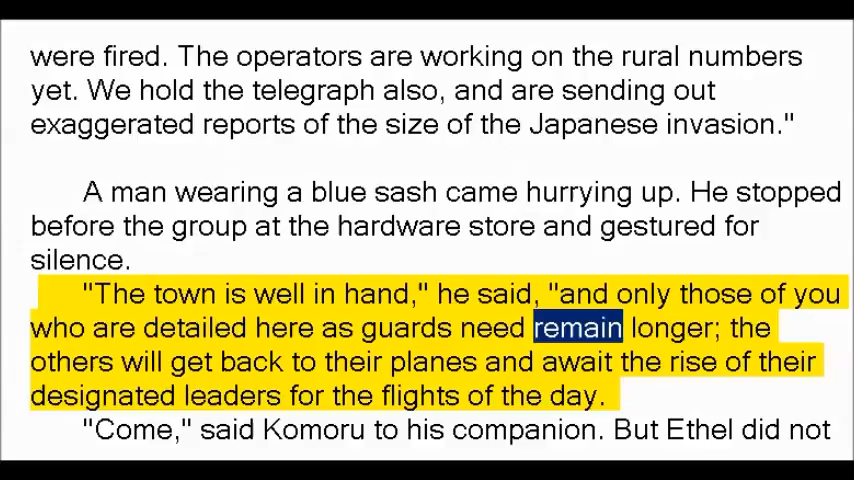 were fired. The operators are working on the rural numbers
yet. We hold the telegraph also, and are sending out
exaggerated reports of the size of the Japanese invasion."
A man wearing a blue sash came hurrying up. He stopped
before the group at the hardware store and gestured for
silence.
"The town is well in hand," he said, "and only those of you
who are detailed here as guards need remain longer; the
others will get back to their planes and await the rise of their
designated leaders for the flights of the day.
"Come," said Komoru to his companion. But Ethel did not